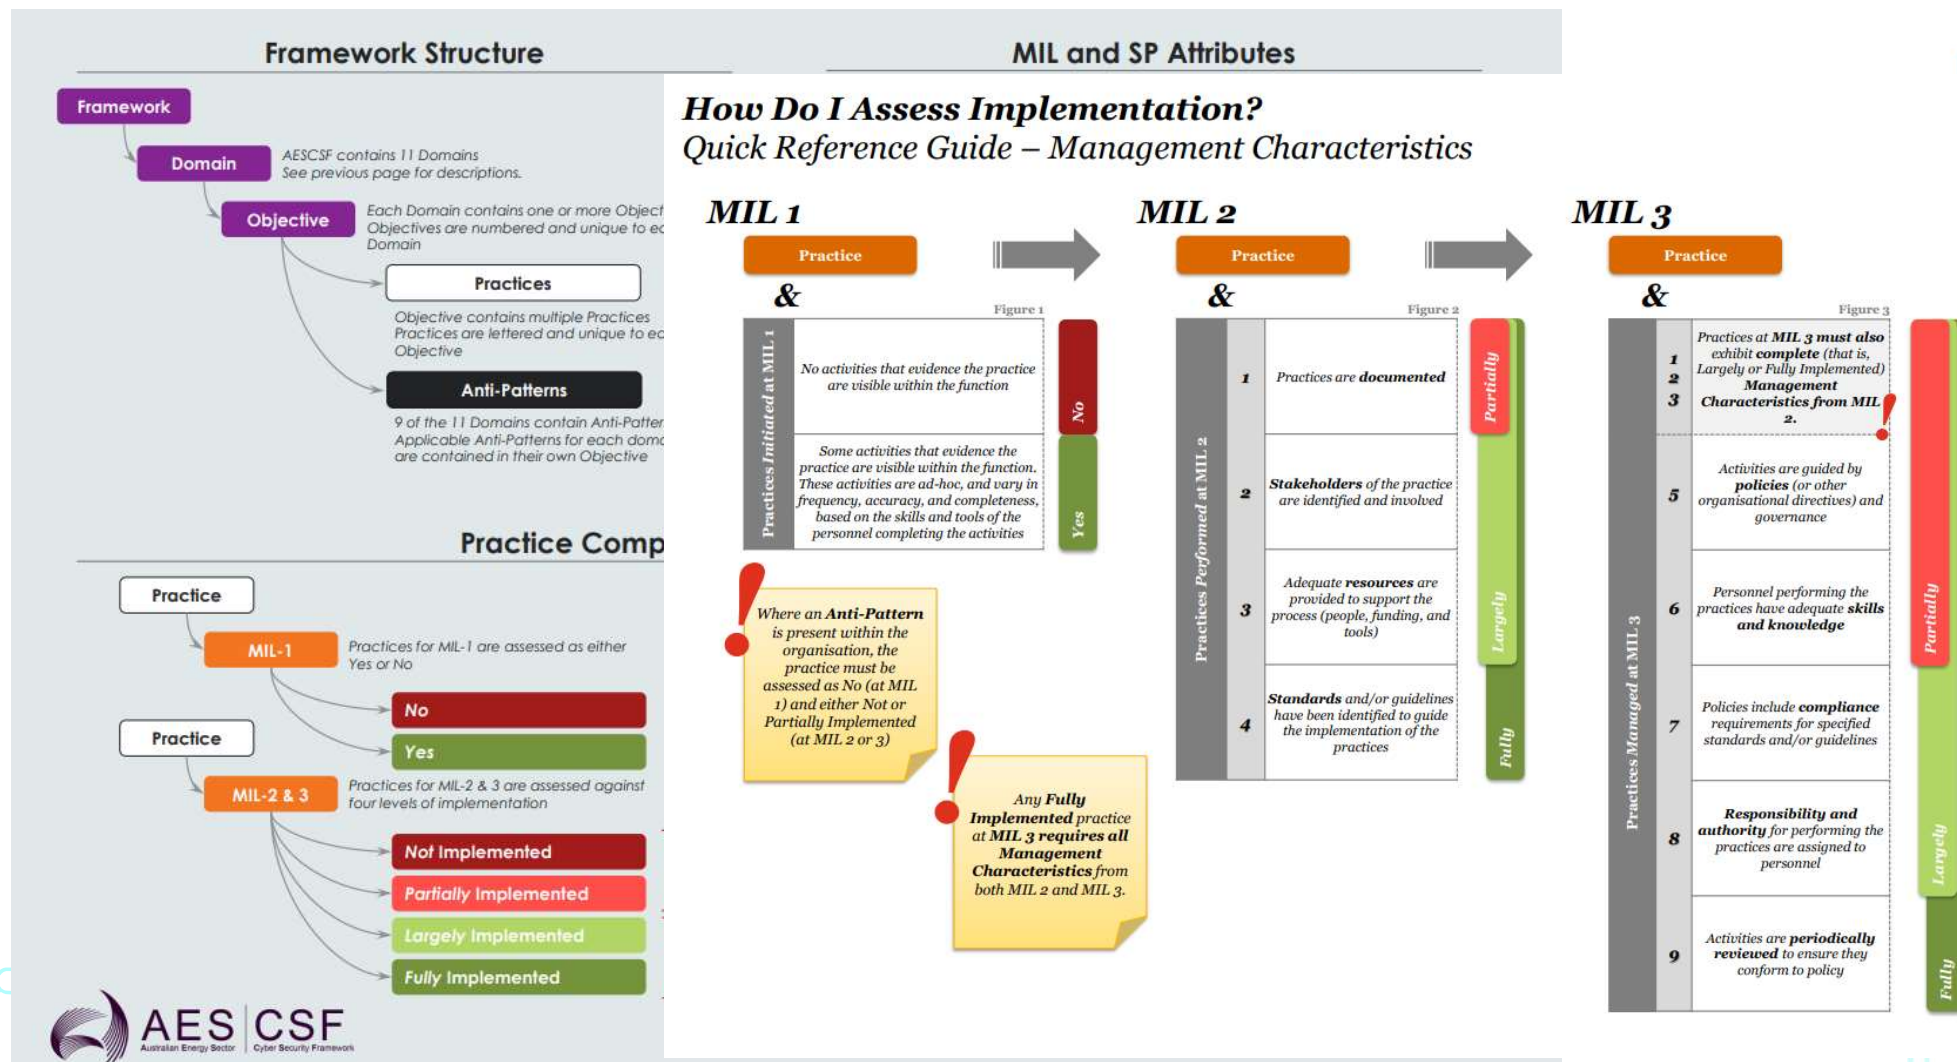 Framework Structure
MIL and SP Attributes
Framework
Domain
AESCSF contains 11 Domains
See previous page for descriptions.
Objective
Each Domain contains one or more
Objectives are numbered and unique to
Domain
Practices
Objective contains multiple Practices
Practices are lettered and unique to
Objective
Anti-Patterns
9 of the 11 Domains contain
Applicable Anti-Patterns for each
are contained in their own Objective
Practice
Practice
MIL-1
Practices for MIL-1 are assessed as either
Yes or No
No
Yes
Practice
MIL-2 & 3
Practices for MIL-2 & 3 are assessed against
four levels of implementation
Not Implemented
Partially Implemented
Largely Implemented
Fully Implemented
AES CSF
Australian Energy Sector
Cyber Security Framework
How Do I Assess Implementation?
Quick Reference Guide – Management Characteristics
MIL 1
Practice
&
Figure 1
Practices Initiated at MIL 1
No activities that evidence the practice
are visible within the function
No
Some activities that evidence the
practice are visible within the function.
These activities are ad-hoc, and vary in
frequency, accuracy, and completeness,
based on the skills and tools of the
personnel completing the activities
Yes
Where an Anti-Pattern
is present within the
organisation, the
practice must be
assessed as No (at MIL
1) and either Not or
Partially Implemented
(at MIL 2 or 3)
Any Fully
Implemented practice
at MIL 3 requires all
Management
Characteristics from
both MIL 2 and MIL 3.
MIL 2
Practice
&
Figure 2
Practices Performed at MIL 2
1
Practices are documented
2
Stakeholders of the practice
are identified and involved
3
Adequate resources are
provided to support the
process (people, funding, and
tools)
4
Standards and/or guidelines
have been identified to guide
the implementation of the
practices
Partially
Largely
Fully
MIL 3
Practice
&
Figure 3
Practices Managed at MIL 3
1
2
3
Practices at MIL 3 must also
exhibit complete (that is,
Largely or Fully Implemented)
Management
Characteristics from MIL
2.
5
Activities are guided by
policies (or other
organisational directives) and
governance
6
Personnel performing the
practices have adequate skills
and knowledge
7
Policies include compliance
requirements for specified
standards and/or guidelines
8
Responsibility and
authority for performing the
practices are assigned to
personnel
9
Activities are periodically
reviewed to ensure they
conform to policy
Partially
Largely
Fully